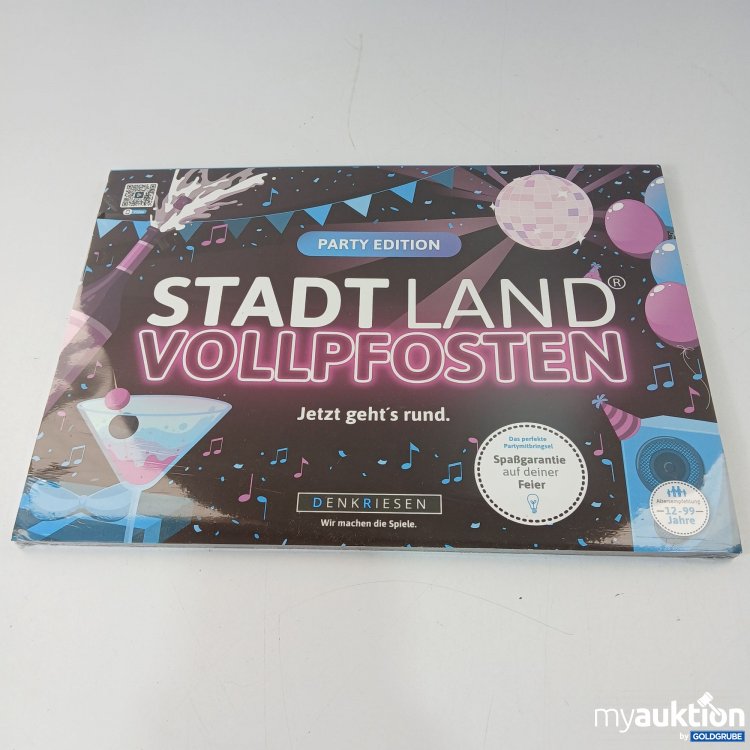 PARTY EDITION
STADT LAND®
VOLLPFOSTEN
Jetzt geht's rund.
Das perfekte
Partymitbringsel
Spaßgarantie
auf deiner
Feier
DENKRIESEN
Wir machen die Spiele.
Altersempfehlung
12-99
Jahre
myauktion
by GOLDGRUBE